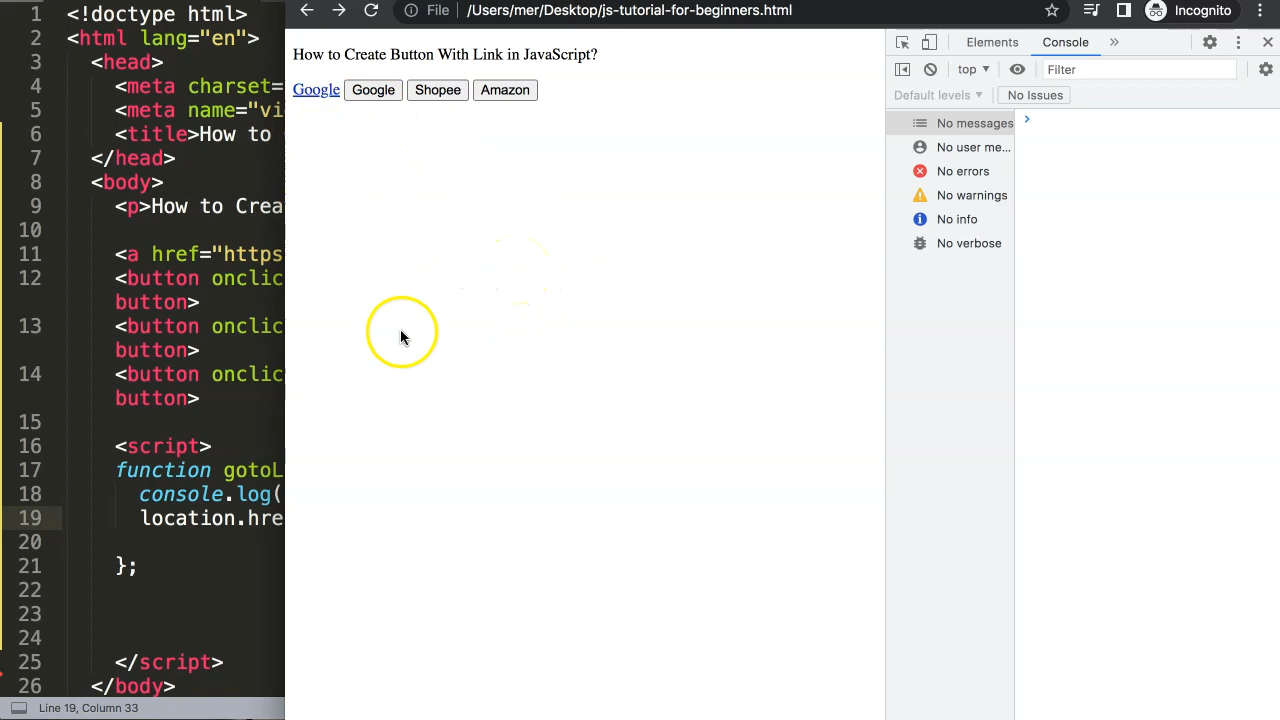 1 <!doctype html>
2 <html lang="en">
3 <head>
4 <meta charset=
5 <meta name="vi
6 <title>How to
7 </head>
8 <body>
9 <p>How to Crea
10
11 <a href="https
12 <button onclic
button>
13 <button onclic
button>
14 <button onclic
button>
15
16 <script>
17 function gotoL
18 console.log(
19 location.hre
20
21 };
22
23
24
25 </script>
26 </body>
Line 19, Column 33
File /Users/mer/Desktop/js-tutorial-for-beginners.html Incognito
How to Create Button With Link in JavaScript?
Google Google Shopee Amazon
Elements Console
top Filter
Default levels No Issues
No messages
No user me...
No errors
No warnings
No info
No verbose